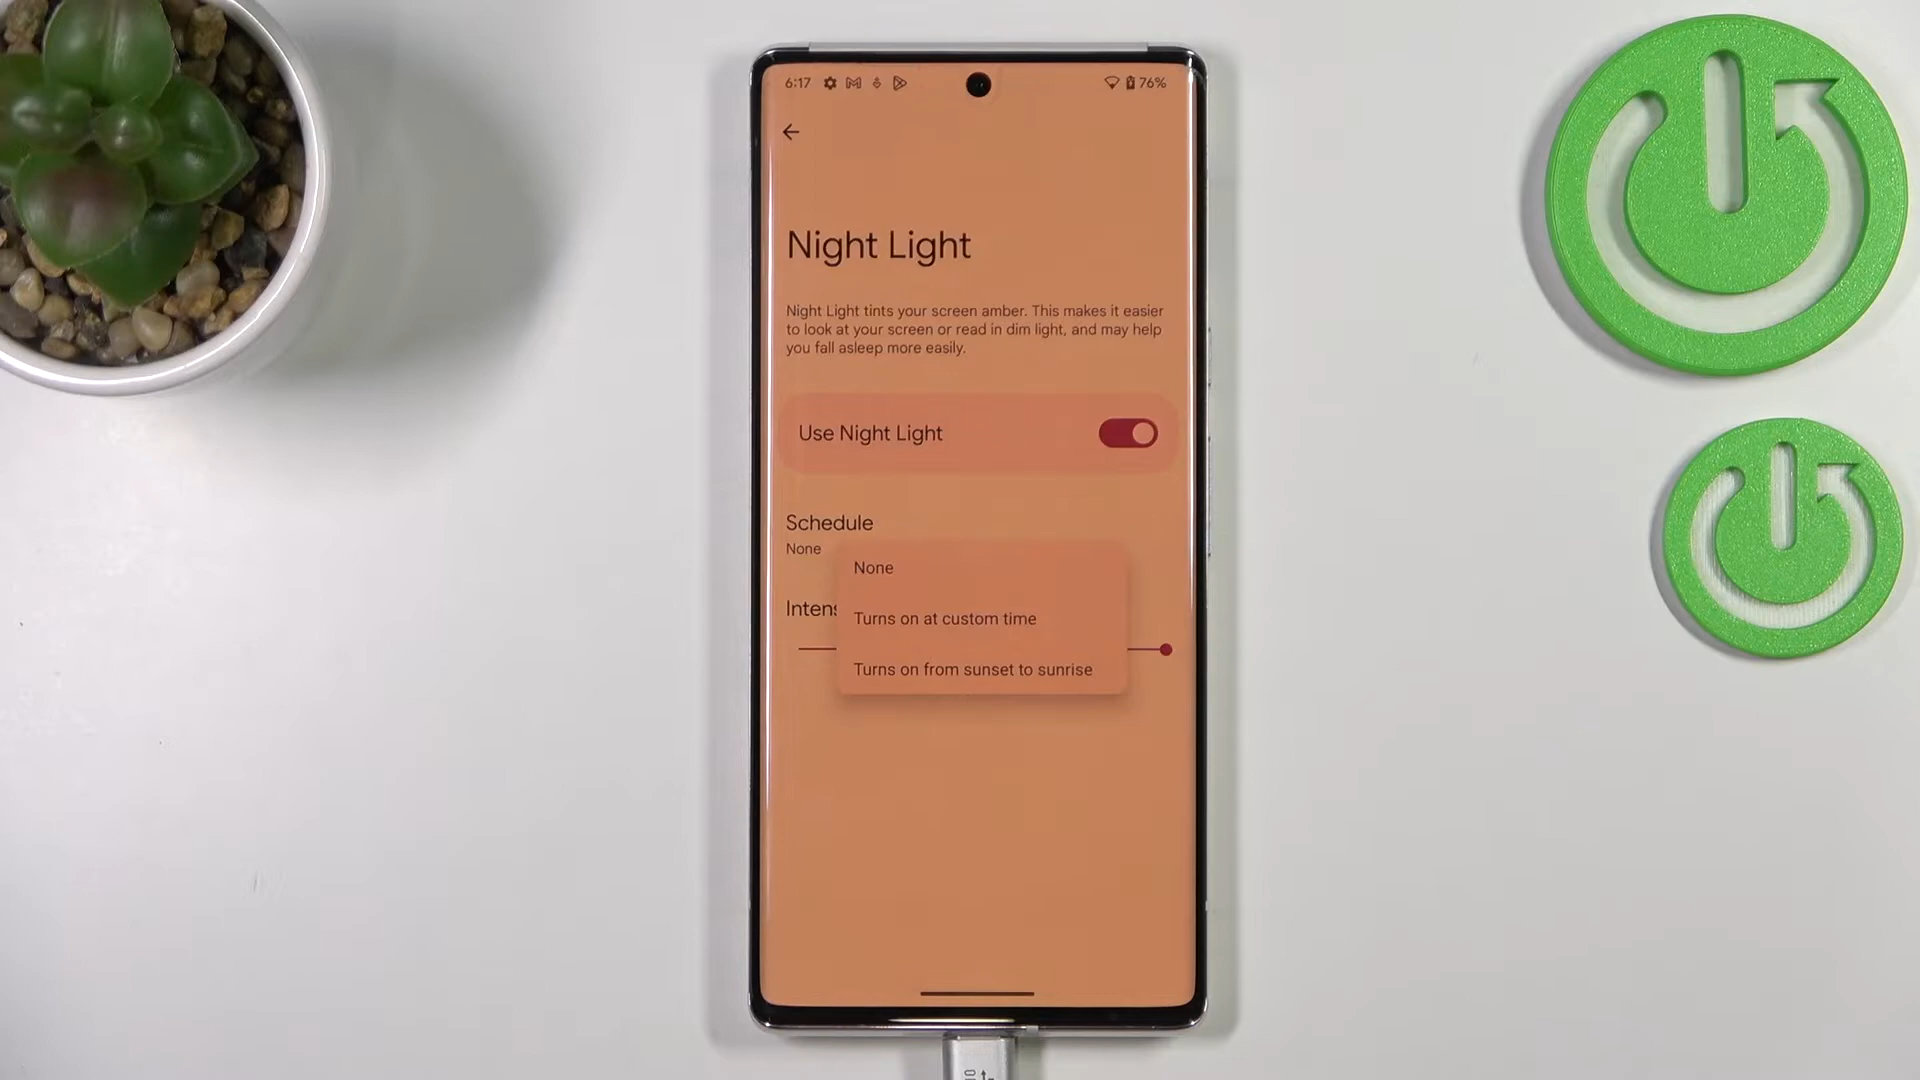 6:17
76%
Night Light
Night Light tints your screen amber. This makes it easier
to look at your screen or read in dim light, and may help
you fall asleep more easily.
Use Night Light
Schedule
None
None
Intens
Turns on at custom time
Turns on from sunset to sunrise